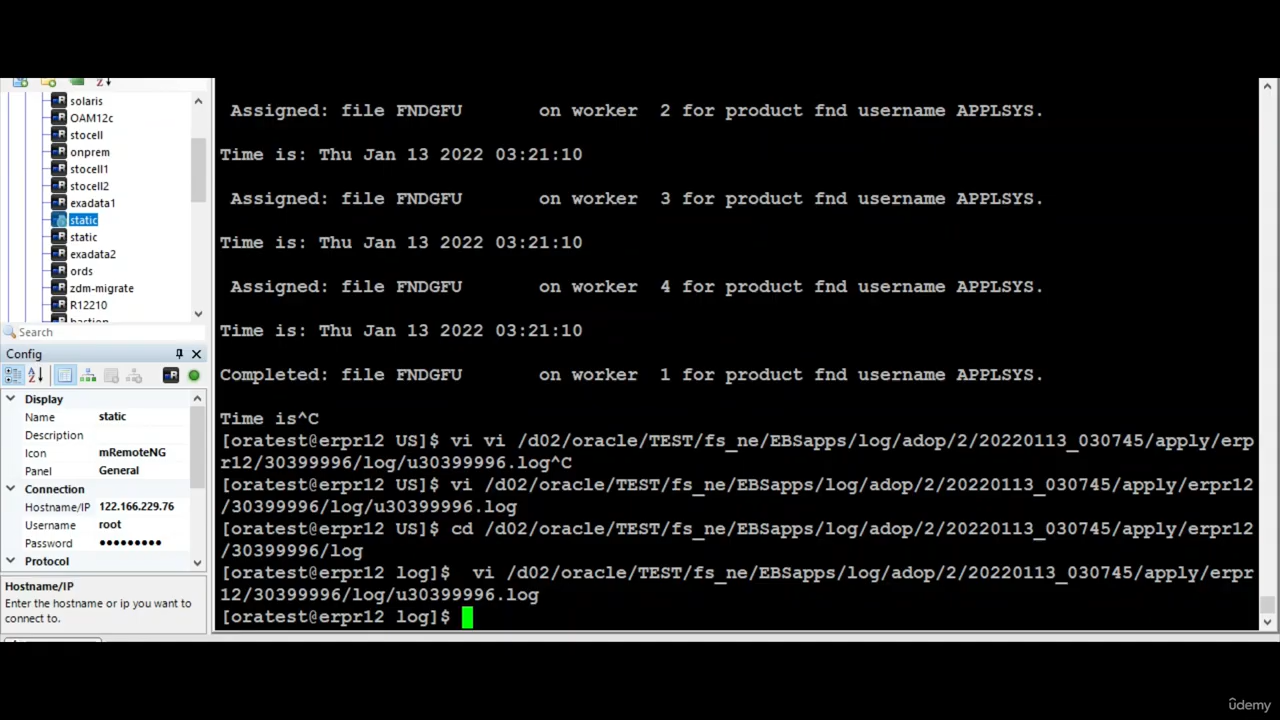 solaris
OAM12c
stocell
onprem
stocell1
stocell2
exadata1
static
static
exadata2
ords
zdm-migrate
R12210
bastion
Search
Config
Display
Name static
Description
Icon mRemoteNG
Panel General
Connection
Hostname/IP 122.166.229.76
Username root
Password ●●●●●●●●●
Protocol
Hostname/IP
Enter the hostname or ip you want to
connect to.
Assigned: file FNDGFU on worker 2 for product fnd username APPLSYS.
Time is: Thu Jan 13 2022 03:21:10
Assigned: file FNDGFU on worker 3 for product fnd username APPLSYS.
Time is: Thu Jan 13 2022 03:21:10
Assigned: file FNDGFU on worker 4 for product fnd username APPLSYS.
Time is: Thu Jan 13 2022 03:21:10
Completed: file FNDGFU on worker 1 for product fnd username APPLSYS.
Time is^C
[oratest@erpr12 US]$ vi vi /d02/oracle/TEST/fs_ne/EBSapps/log/adop/2/20220113_030745/apply/erp
r12/30399996/log/u30399996.log^C
[oratest@erpr12 US]$ vi /d02/oracle/TEST/fs_ne/EBSapps/log/adop/2/20220113_030745/apply/erpr12
/30399996/log/u30399996.log
[oratest@erpr12 US]$ cd /d02/oracle/TEST/fs_ne/EBSapps/log/adop/2/20220113_030745/apply/erpr12
/30399996/log
[oratest@erpr12 log]$ vi /d02/oracle/TEST/fs_ne/EBSapps/log/adop/2/20220113_030745/apply/erpr
12/30399996/log/u30399996.log
[oratest@erpr12 log]$
ûdemy